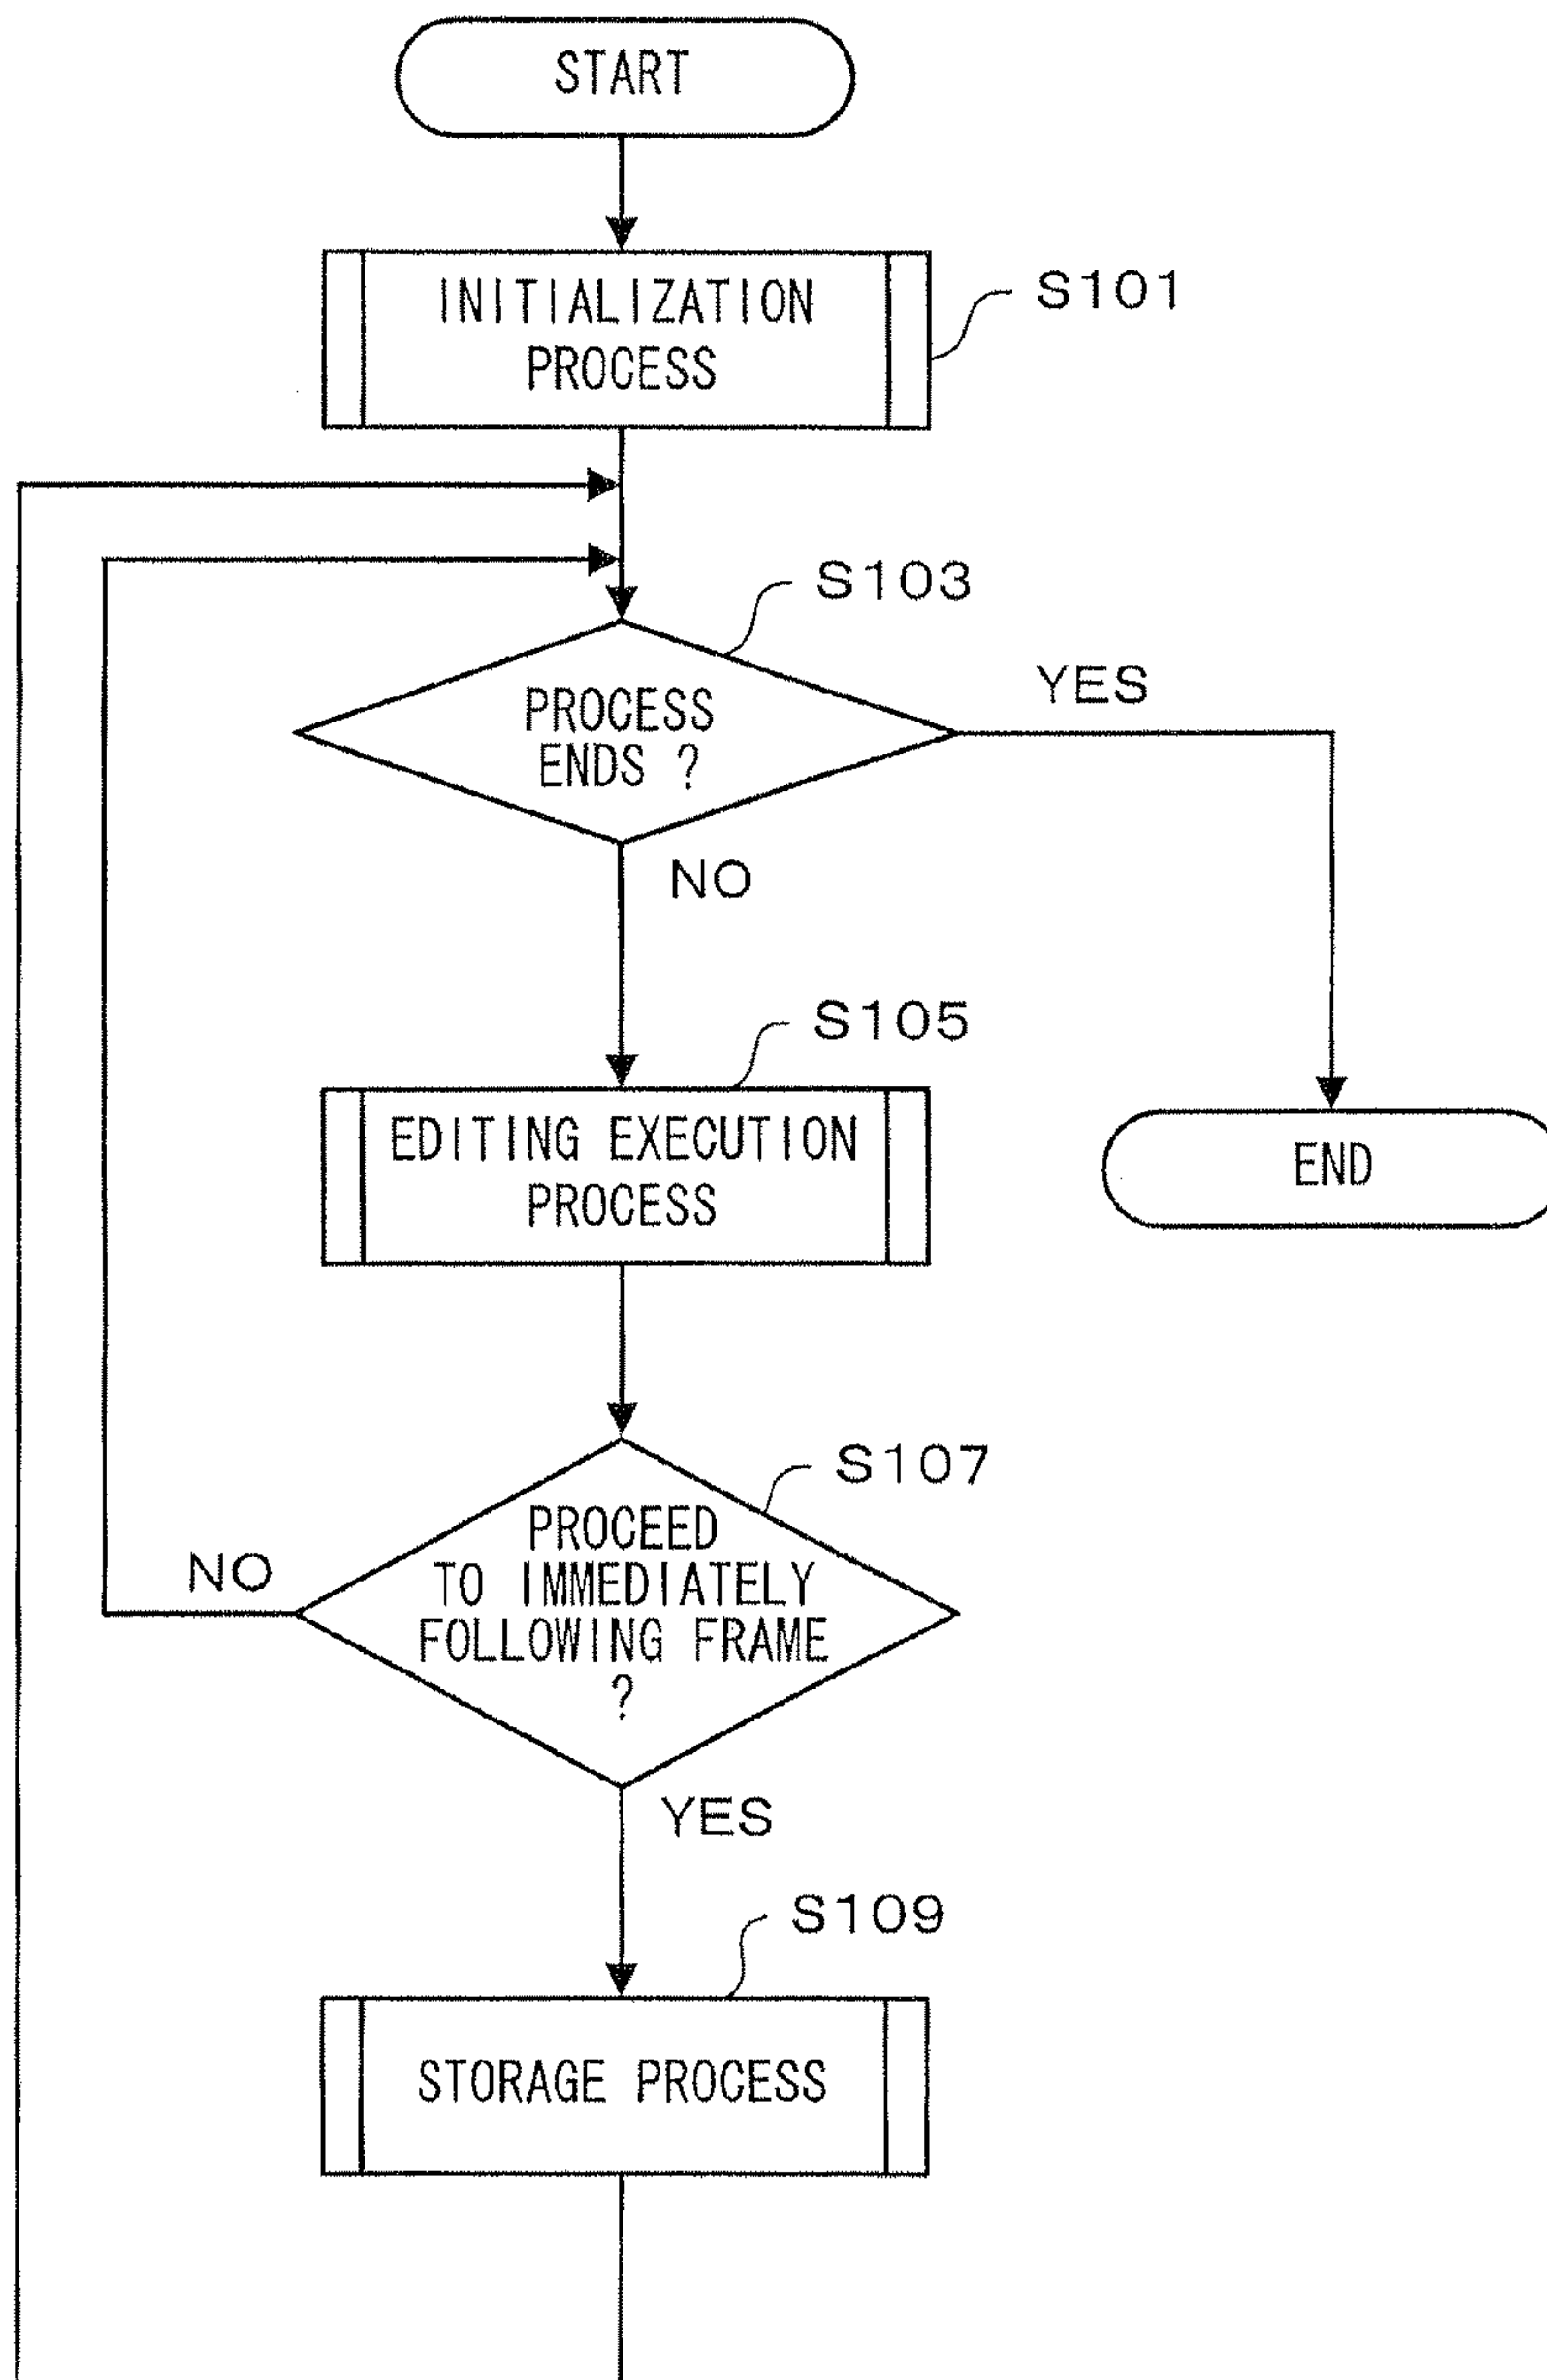 START
INITIALIZATION
PROCESS
S101
S103
PROCESS
ENDS ?
YES
NO
S105
EDITING EXECUTION
PROCESS
END
S107
PROCEED
TO IMMEDIATELY
FOLLOWING FRAME
?
NO
YES
S109
STORAGE PROCESS